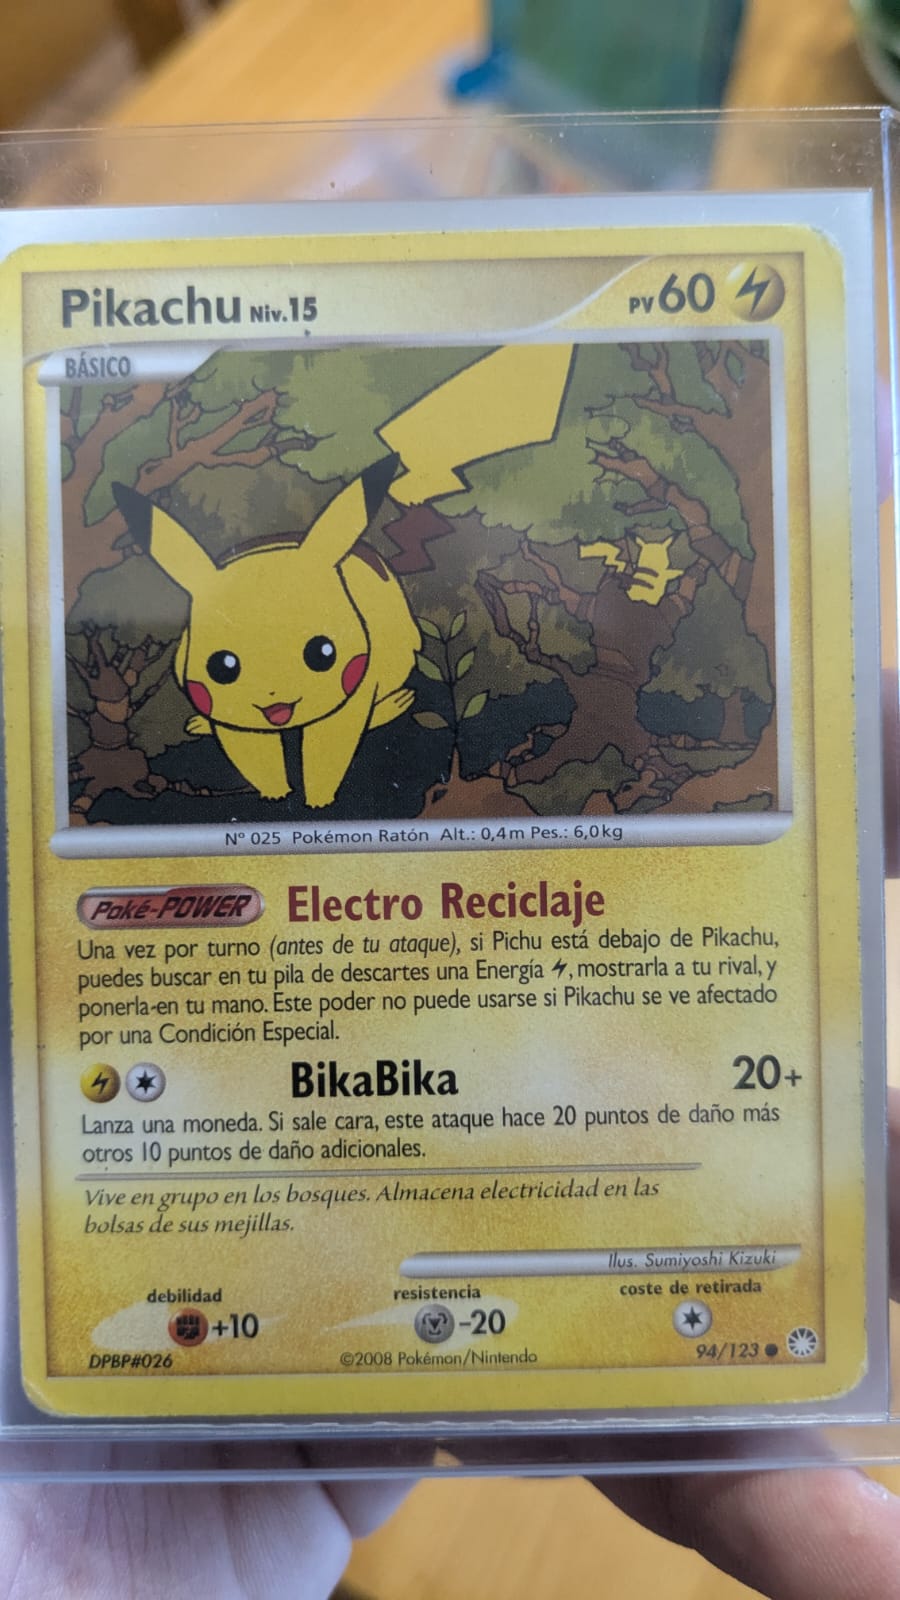 Pikachu Niv.15 PV 60
BÁSICO
Nº 025 Pokémon Ratón Alt.: 0,4m Pes.: 6,0kg
Poké-POWER Electro Reciclaje
Una vez por turno (antes de tu ataque), si Pichu está debajo de Pikachu,
puedes buscar en tu pila de descartes una Energía , mostrarla a tu rival, y
ponerla en tu mano. Este poder no puede usarse si Pikachu se ve afectado
por una Condición Especial.
BikaBika 20+
Lanza una moneda. Si sale cara, este ataque hace 20 puntos de daño más
otros 10 puntos de daño adicionales.
Vive en grupo en los bosques. Almacena electricidad en las
bolsas de sus mejillas.
Ilus. Sumiyoshi Kizuki
debilidad resistencia coste de retirada
+10 -20
DPBP#026 ©2008 Pokémon/Nintendo 94/123